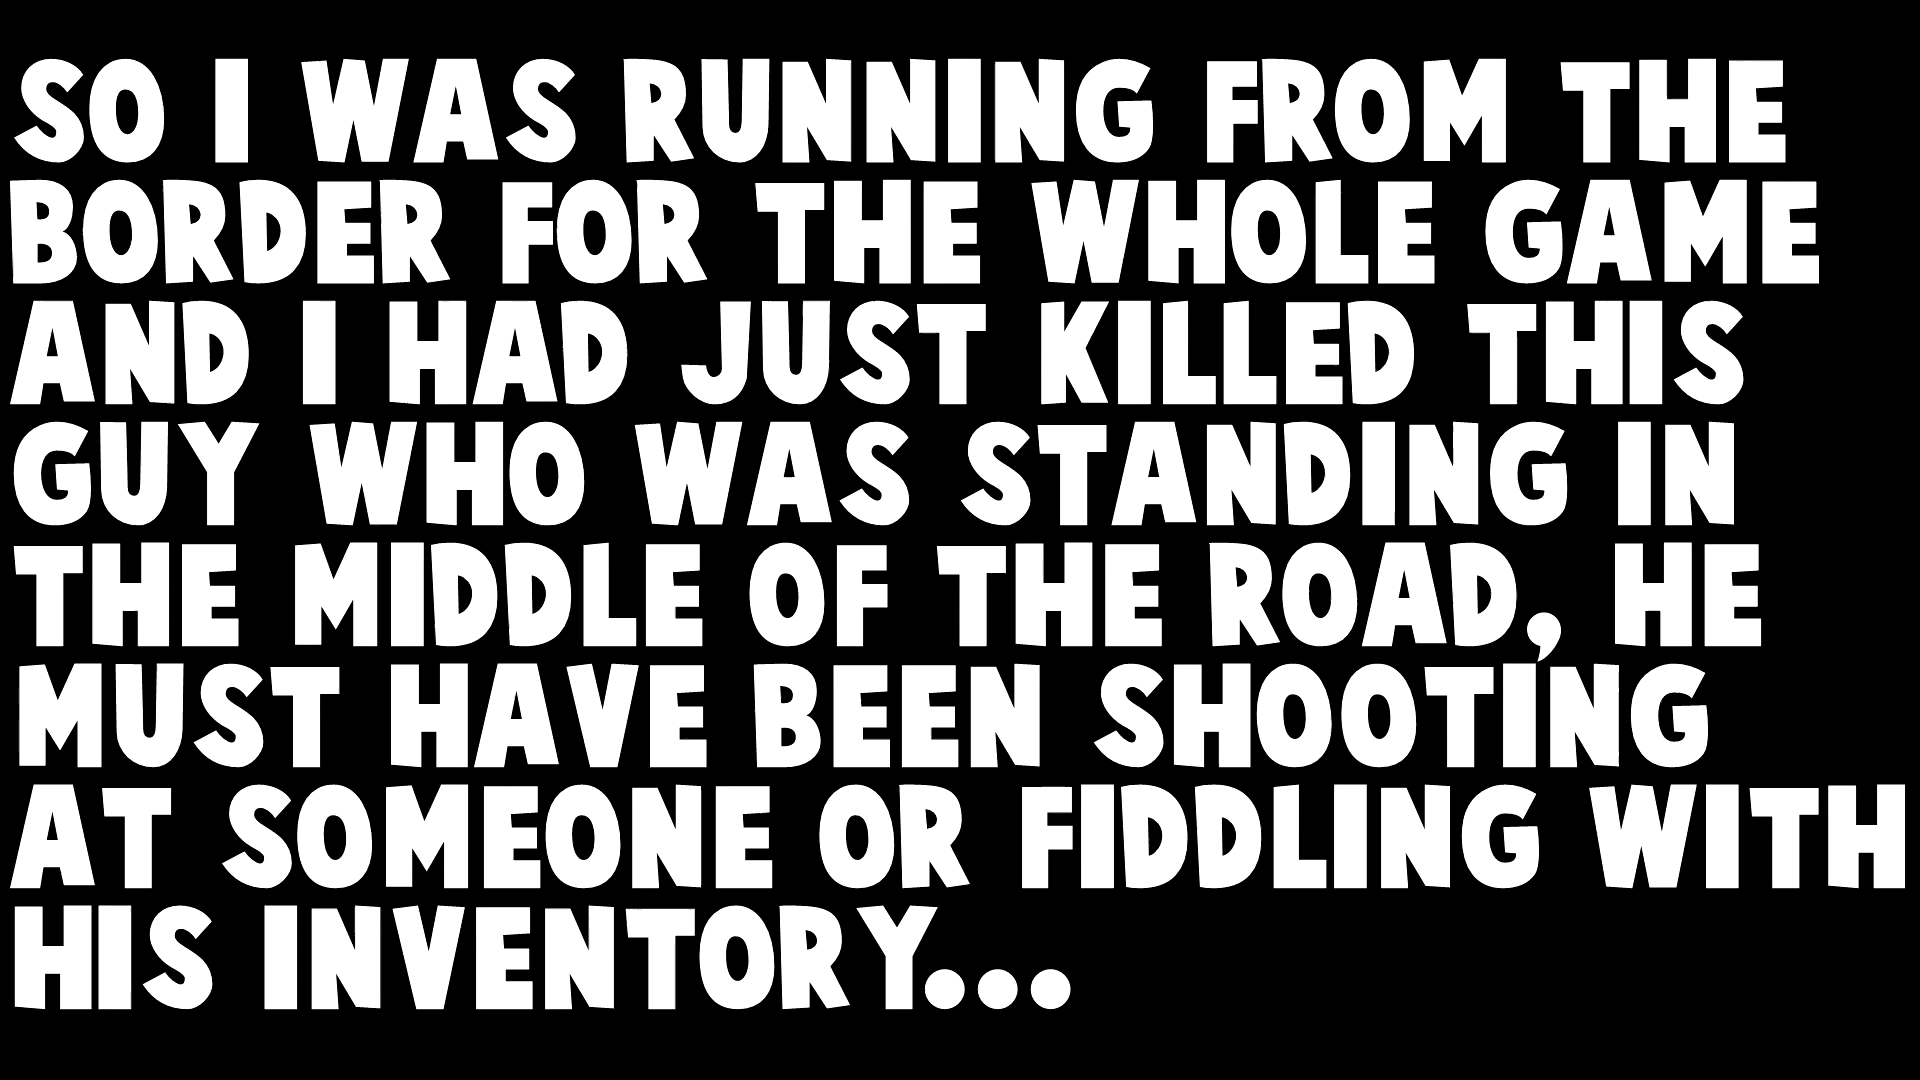 SO I WAS RUNNING FROM THE
BORDER FOR THE WHOLE GAME
AND I HAD JUST KILLED THIS
GUY WHO WAS STANDING IN
THE MIDDLE OF THE ROAD, HE
MUST HAVE BEEN SHOOTING
AT SOMEONE OR FIDDLING WITH
HIS INVENTORY...